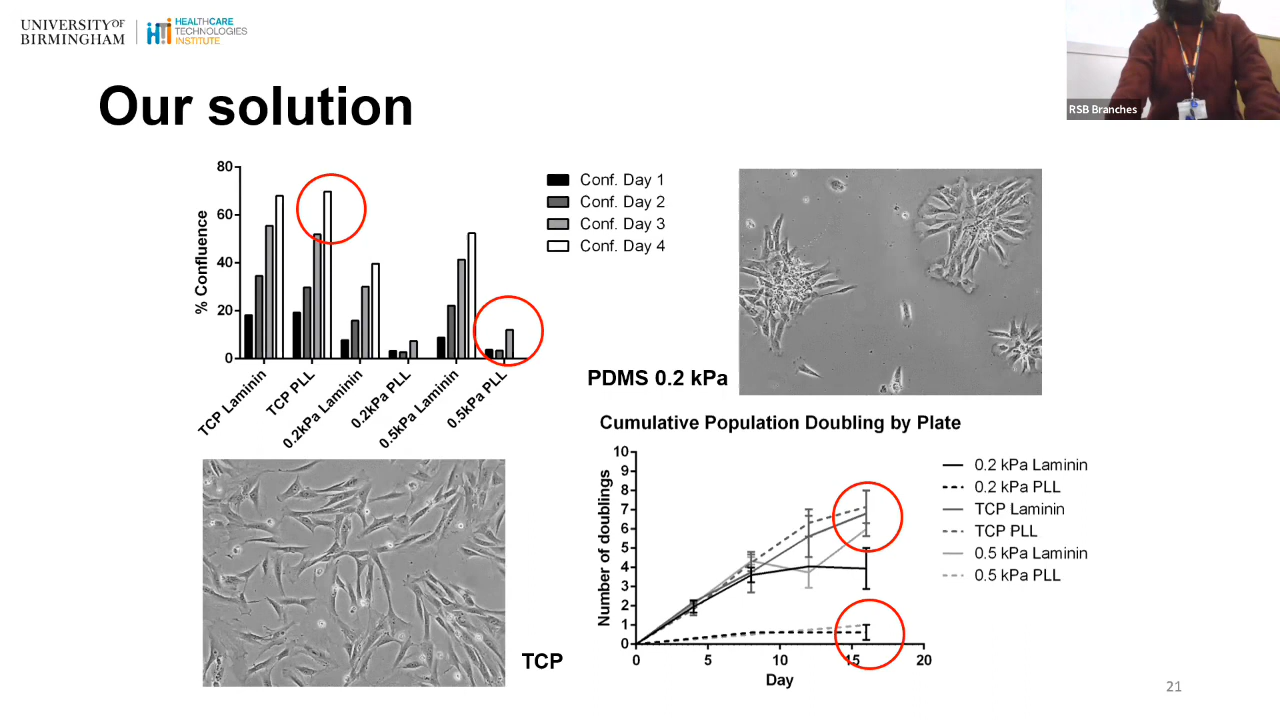 UNIVERSITY OF
BIRMINGHAM
HEALTHCARE
TECHNOLOGIES
INSTITUTE
RSB Branches
Our solution
80
60
40
20
0
% Confluence
TCP Laminin
TCP PLL
0.2kPa Laminin
0.2kPa PLL
0.5kPa Laminin
0.5kPa PLL
Conf. Day 1
Conf. Day 2
Conf. Day 3
Conf. Day 4
PDMS 0.2 kPa
TCP
Cumulative Population Doubling by Plate
10
9
8
7
6
5
4
3
2
1
0
Number of doublings
0 5 10 15 20
Day
0.2 kPa Laminin
0.2 kPa PLL
TCP Laminin
TCP PLL
0.5 kPa Laminin
0.5 kPa PLL
21